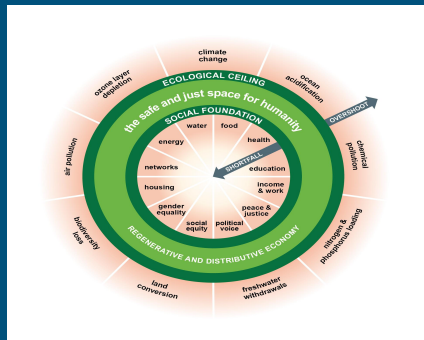 climate
change
ocean
acidification
chemical
pollution
nitrogen &
phosphorus loading
freshwater
withdrawals
land
conversion
biodiversity
loss
air pollution
ozone layer
depletion
OVERSHOOT
ECOLOGICAL CEILING
the safe and just space for humanity
SOCIAL FOUNDATION
water
food
health
education
income
& work
peace &
justice
political
voice
social
equity
gender
equality
housing
networks
energy
SHORTFALL
REGENERATIVE AND DISTRIBUTIVE ECONOMY